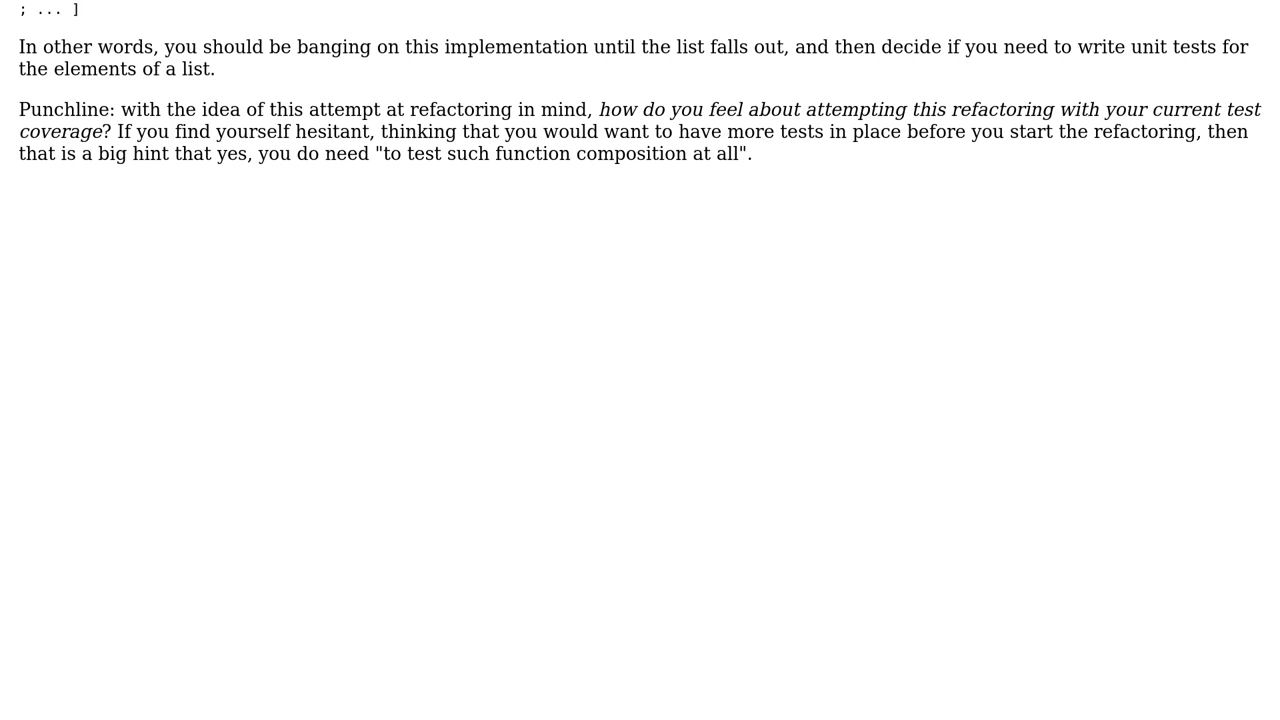 ; ... ]
In other words, you should be banging on this implementation until the list falls out, and then decide if you need to write unit tests for
the elements of a list.
Punchline: with the idea of this attempt at refactoring in mind, how do you feel about attempting this refactoring with your current test
coverage? If you find yourself hesitant, thinking that you would want to have more tests in place before you start the refactoring, then
that is a big hint that yes, you do need "to test such function composition at all".